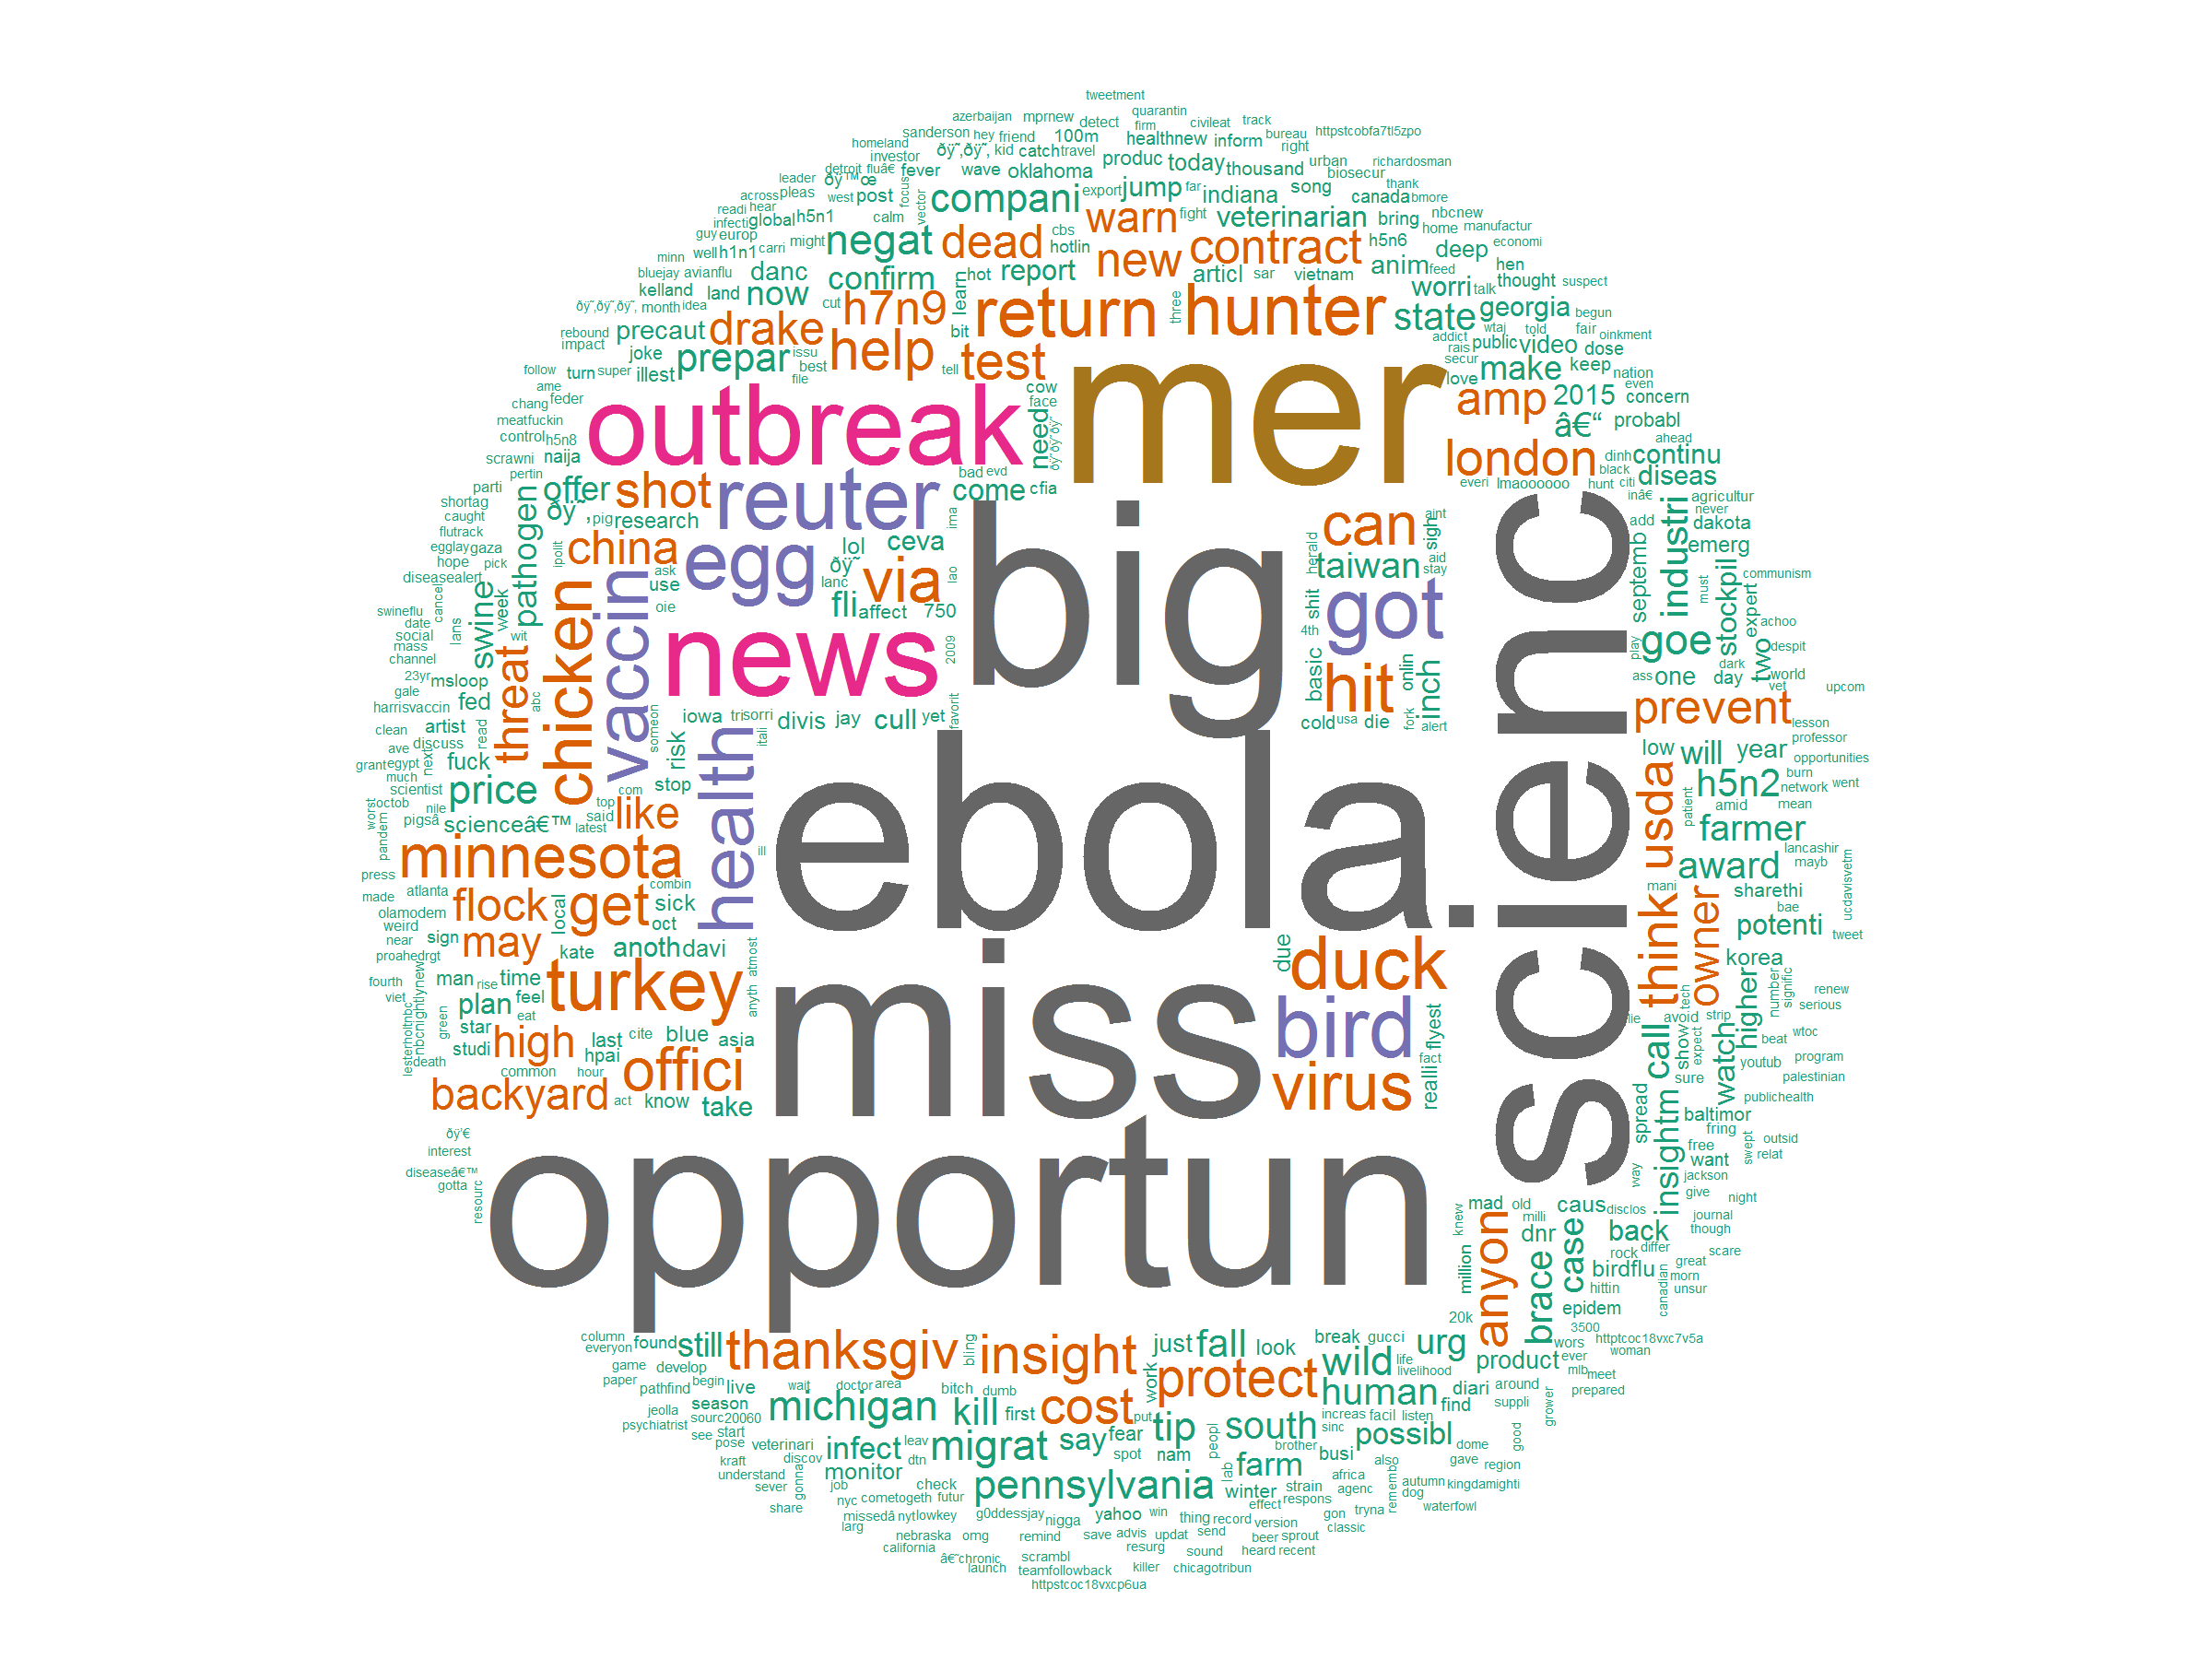 tweetment
azerbaijan mprnew detect quarantin firm civileat track
sanderson hey friend 100m healthnew inform bureau right httpstcobfa7tl5zpo
homeland investor ðÿ˜‚ðÿ˜‚ kid catch travel produc today thousand urban biosecur richardosman
detroit fluâ€ fever wave oklahoma
leader pleas ðÿ™œ west post focus vector compani export jump far indiana song canada thank bmore
across readi hear infecti global h5n1 calm negat dead cbs hotlin warn fight veterinarian bring nbcnew home manufactur
guy europ well h1n1 carri might new contract h5n6 deep economi
minn bluejay avianflu danc confirm learn hot report articl sar vietnam anim feed hen thought suspect
kelland land now cut h7n9 return three hunter worri talk georgia begun
ðÿ˜‚ðÿ˜‚ðÿ˜‚ month idea state wtaj told fair oinkment
rebound impact precaut drake bit help test addict rais secur public video dose
joke prepar issu best file tell mer love make keep nation
follow turn super illest
ame feder chang meatfuckin outbreak cow face need amp 2015 even concern
control h5n8 naija â€“ probabl
scrawni pertin london dinh black citi ahead continu
parti offer shot reuter bad evd come cfia everi lmaoooooo hunt diseas
shortag caught pathogen ðÿ˜‚ pig research big can aint sigh inâ€ agricultur never
flutrack china egg lol ceva ima herald add industri dakota emerg
egglay gaza hope pick ipolit ask use ðÿ˜ lanc via lao taiwan aid stay scienc septemb
diseasealert cancel vaccin oie fli affect 750 shit got communism must stockpil expert
swineflu date social mass swine week lans wit news 2009 4th basic onlin hit inch play goe two achoo despit
channel 23yr msloop threat chicken ass one day dark world vet upcom
gale harrisvaccin fed abc
artist iowa trisorri divis jay cull yet favorit cold usa die fork alert prevent lesson professor
clean ave discuss read someon itali health ebola. low will year opportunities
grant egypt much next fuck risk stop usda h5n2 burn network went
scientist price com top said like amid mean patient
worst octob nile pigsâ scienceâ€™ latest farmer lancashir mayb
pandem minnesota ill award
press made atlanta flock get combin sick mani sharethi ucdavisvetm
olamodem weird near sign local oct think owner bae potenti tweet
proahedrgt may kate anoth davi atmost due duck korea
fourth viet man rise time turkey anyth miss tech number signific renew serious
lesterholtnbc nbcnightlynew plan feel eat bird lie avoid strip higher
green star last cite blue asia flyest call show expect watch beat wtoc
studi high hpai fact sure youtub program
death common hour offici virus realli palestinian
backyard act know take spread insightm baltimor publichealth
ðÿ'€ interest opportun fring free swept outsid relat
diseaseâ€™ gotta resourc way want jackson give night
knew mad old milli caus disclos journal though
anyon dnr back rock differ scare
million brace case birdflu great morn unsur hittin canadian
20k epidem 3500
column everyon found still thanksgiv bling insight just fall look break gucci urg wors httptcoc18vxc7v5a
game paper develop work protect wild life livelihood product ever woman
pathfind begin live wait doctor area bitch dumb human diari around mlb meet prepared
jeolla season michigan kill first cost put find suppli grower
psychiatrist sourc20060 see start tip south increas facil listen sinc
pose veterinari infect leav migrat say fear peopl brother possibl good dome
kraft discov monitor dtn spot nam lab farm busi also gave region
understand sever gonna job check pennsylvania winter strain africa agenc rememb autumn dog kingdamighti
share nyc cometogeth futur effect respons waterfowl
missedâ nyt lowkey g0ddessjay nigga yahoo win thing record version gon tryna classic
larg nebraska omg remind save advis updat send beer sprout
california resurg sound heard recent
â€˜chronic launch scrambl teamfollowback killer chicagotribun
httpstcoc18vxcp6ua